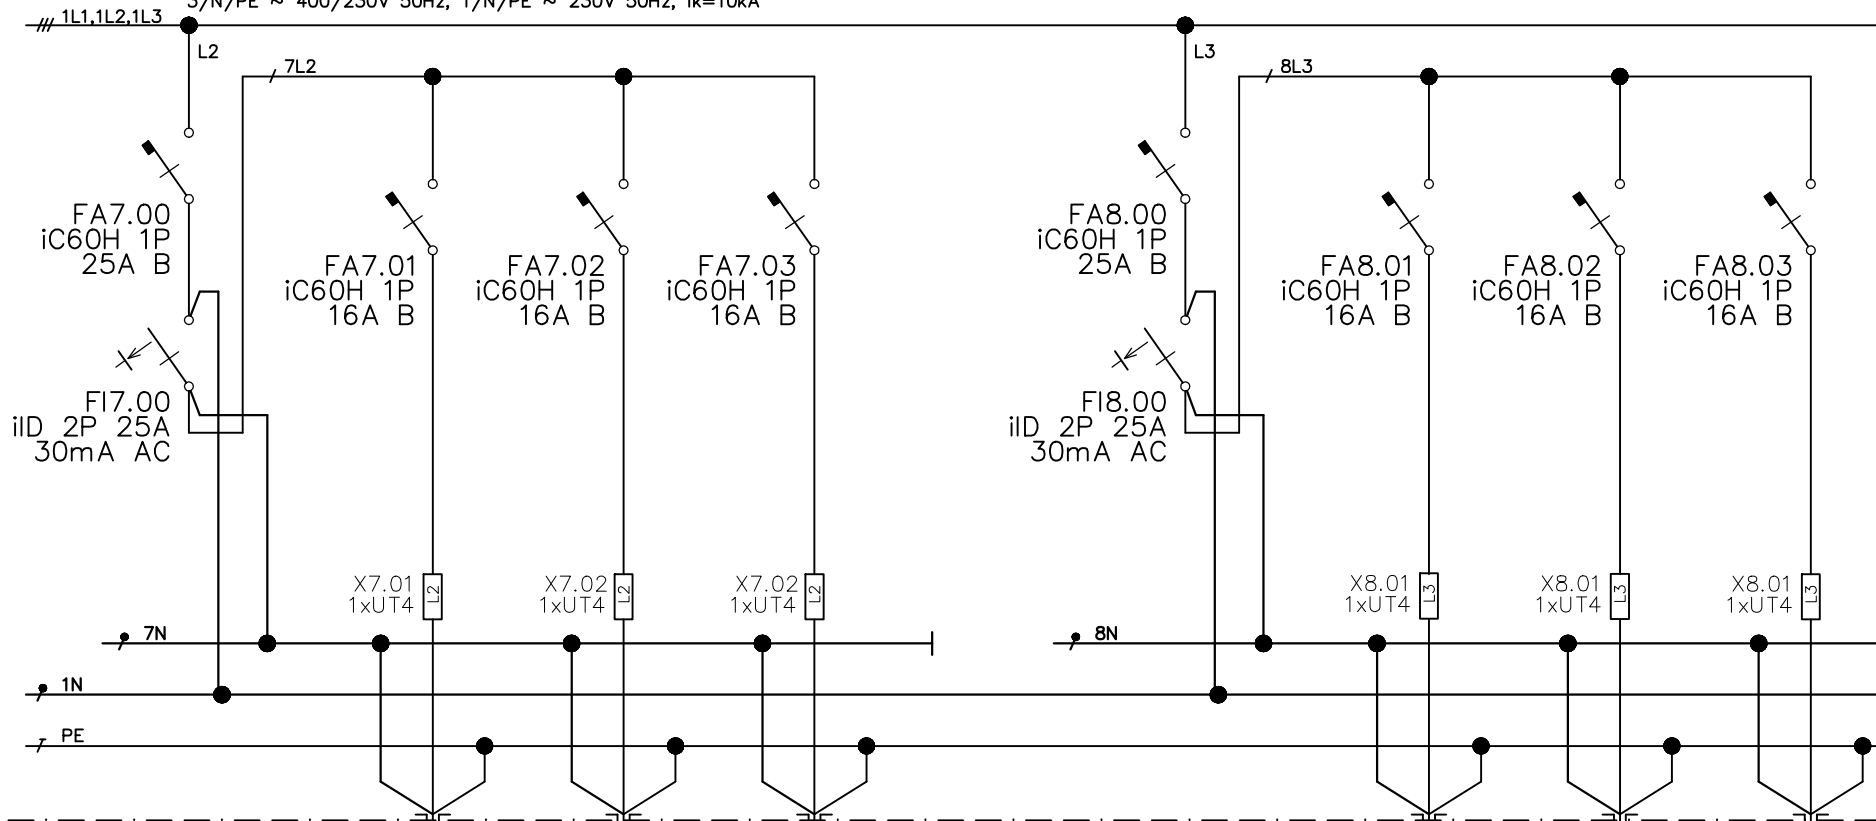 3/N/PE ~ 400/230V 50Hz, 1/N/PE ~ 230V 50Hz, Ik=10kA
1L1,1L2,1L3
L2
7L2
L3
8L3
FA7.00
iC60H 1P
25A B
FA7.01
iC60H 1P
16A B
FA7.02
iC60H 1P
16A B
FA7.03
iC60H 1P
16A B
FI7.00
iID 2P 25A
30mA AC
FA8.00
iC60H 1P
25A B
FA8.01
iC60H 1P
16A B
FA8.02
iC60H 1P
16A B
FA8.03
iC60H 1P
16A B
FI8.00
iID 2P 25A
30mA AC
X7.01
1xUT4
L2
X7.02
1xUT4
L2
X7.02
1xUT4
L2
X8.01
1xUT4
L3
X8.01
1xUT4
L3
X8.01
1xUT4
L3
7N
8N
1N
PE